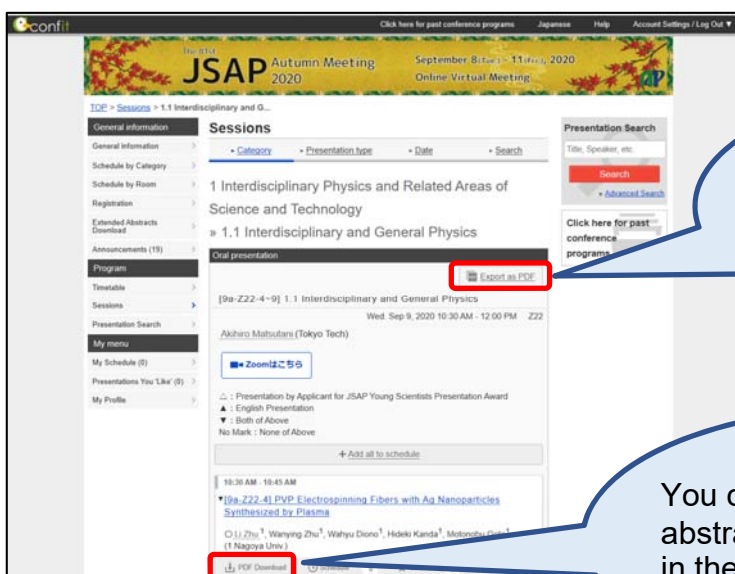 confit
Click here for past conference programs Japanese Help Account Settings / Log Out ▼
JSAP Autumn Meeting 2020
September 8(Tue.) - 11(Fri.), 2020
Online Virtual Meeting
TOP > Sessions > 1.1 Interdisciplinary and G...
General information
General information
Schedule by Category
Schedule by Room
Registration
Extended Abstracts
Download
Announcements (19)
Program
Timetable
Sessions
Presentation Search
My menu
My Schedule (0)
Presentations You 'Like' (0)
My Profile
Sessions
Category Presentation type Date Search
1 Interdisciplinary Physics and Related Areas of
Science and Technology
» 1.1 Interdisciplinary and General Physics
Oral presentation
Export as PDF
[9a-Z22-4~9] 1.1 Interdisciplinary and General Physics
Wed. Sep 9, 2020 10:30 AM - 12:00 PM Z22
Akihiro Matsutani (Tokyo Tech)
Zoomはこちら
△ : Presentation by Applicant for JSAP Young Scientists Presentation Award
▲ : English Presentation
▼ : Both of Above
No Mark : None of Above
+ Add all to schedule
10:30 AM - 10:45 AM
▼[9a-Z22-4] PVP Electrospinning Fibers with Ag Nanoparticles
Synthesized by Plasma
○Li Zhu1, Wanying Zhu1, Wahyu Diono1, Hideki Kanda1, Motonobu Goto1
(1 Nagoya Univ.)
PDF Download Schedule
Presentation Search
Title, Speaker, etc.
Search
Advanced Search
Click here for past
conference
programs
You c
abstra
in the